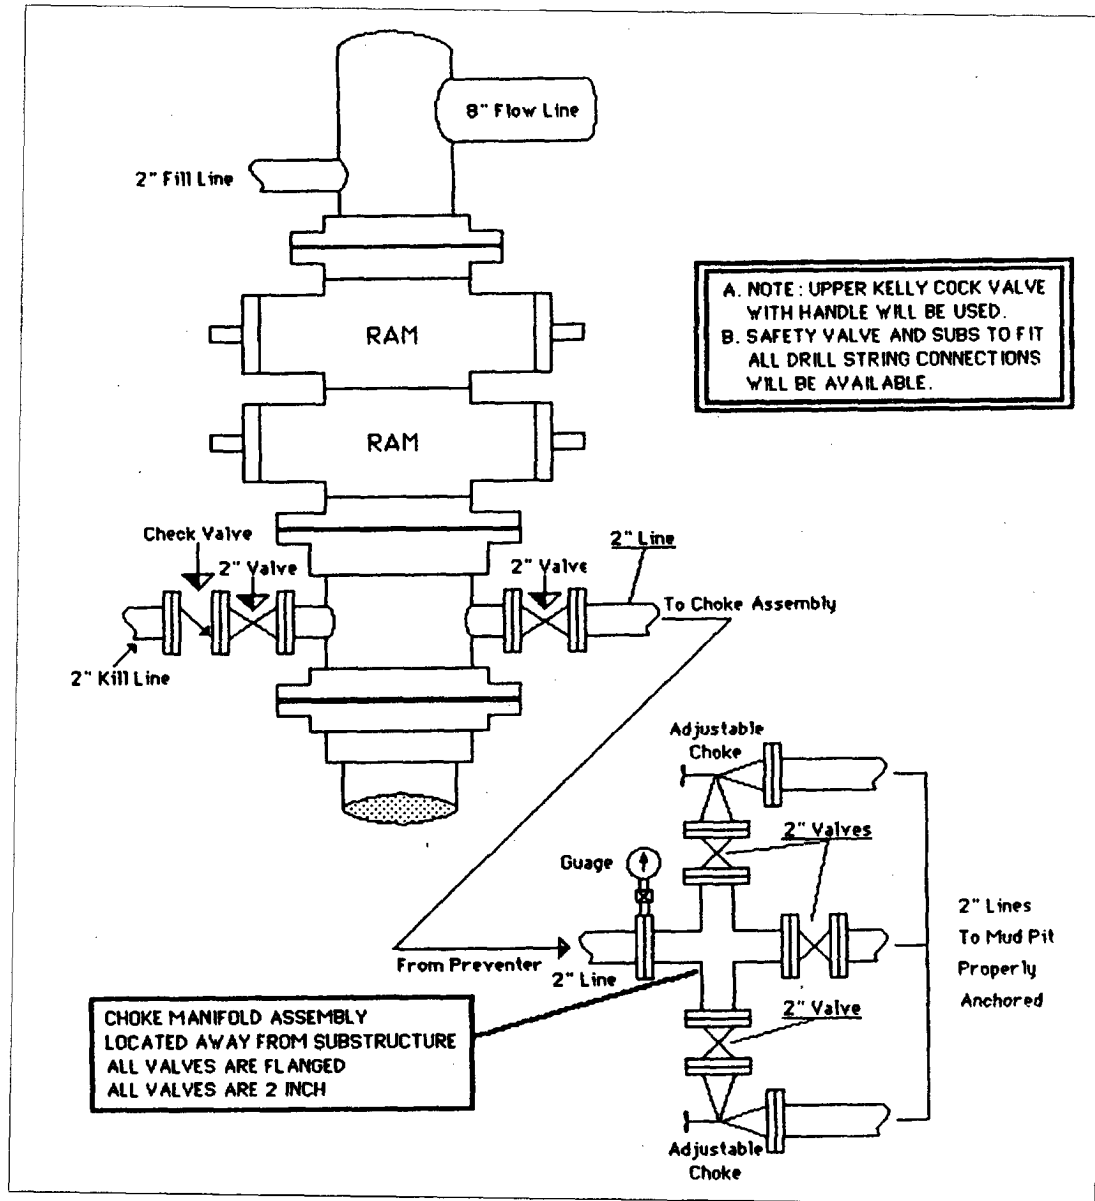 8" Flow Line
2" Fill Line
RAM
A. NOTE: UPPER KELLY COCK VALVE
WITH HANDLE WILL BE USED.
B. SAFETY VALVE AND SUBS TO FIT
ALL DRILL STRING CONNECTIONS
WILL BE AVAILABLE.
RAM
Check Valve
2" Valve
2" Valve
2" Line
To Choke Assembly
2" Kill Line
Adjustable
Choke
2" Valves
Guage
2" Lines
To Mud Pit
Properly
Anchored
From Preventer
2" Line
2" Valve
CHOKE MANIFOLD ASSEMBLY
LOCATED AWAY FROM SUBSTRUCTURE
ALL VALVES ARE FLANGED
ALL VALVES ARE 2 INCH
Adjustable
Choke